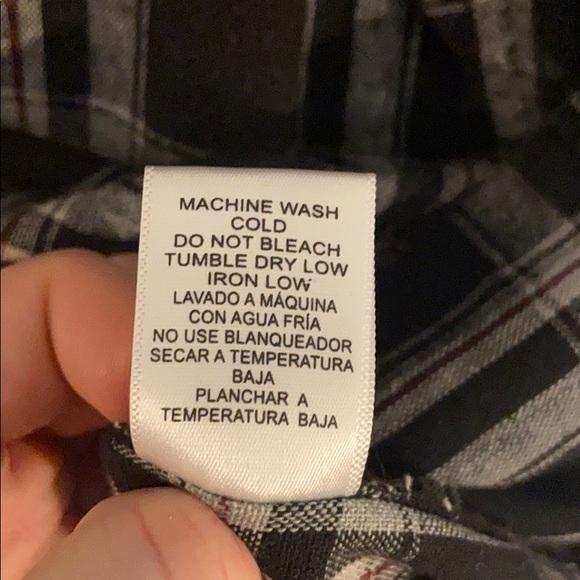 MACHINE WASH
COLD
DO NOT BLEACH
TUMBLE DRY LOW
IRON LOW
LAVADO A MÁQUINA
CON AGUA FRÍA
NO USE BLANQUEADOR
SECAR A TEMPERATURA
BAJA
PLANCHAR A
TEMPERATURA BAJA